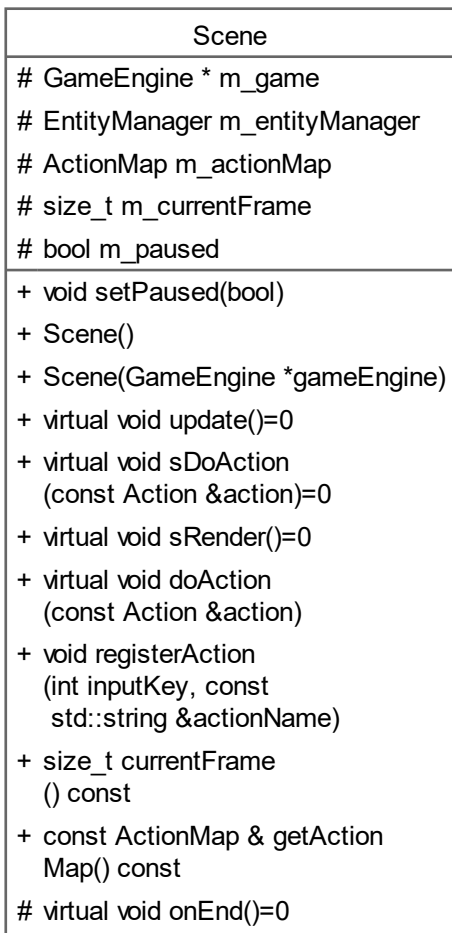 Scene
# GameEngine * m_game
# EntityManager m_entityManager
# ActionMap m_actionMap
# size_t m_currentFrame
# bool m_paused
+ void setPaused(bool)
+ Scene()
+ Scene(GameEngine *gameEngine)
+ virtual void update()=0
+ virtual void sDoAction
(const Action &action)=0
+ virtual void sRender()=0
+ virtual void doAction
(const Action &action)
+ void registerAction
(int inputKey, const
std::string &actionName)
+ size_t currentFrame
() const
+ const ActionMap & getAction
Map() const
# virtual void onEnd()=0